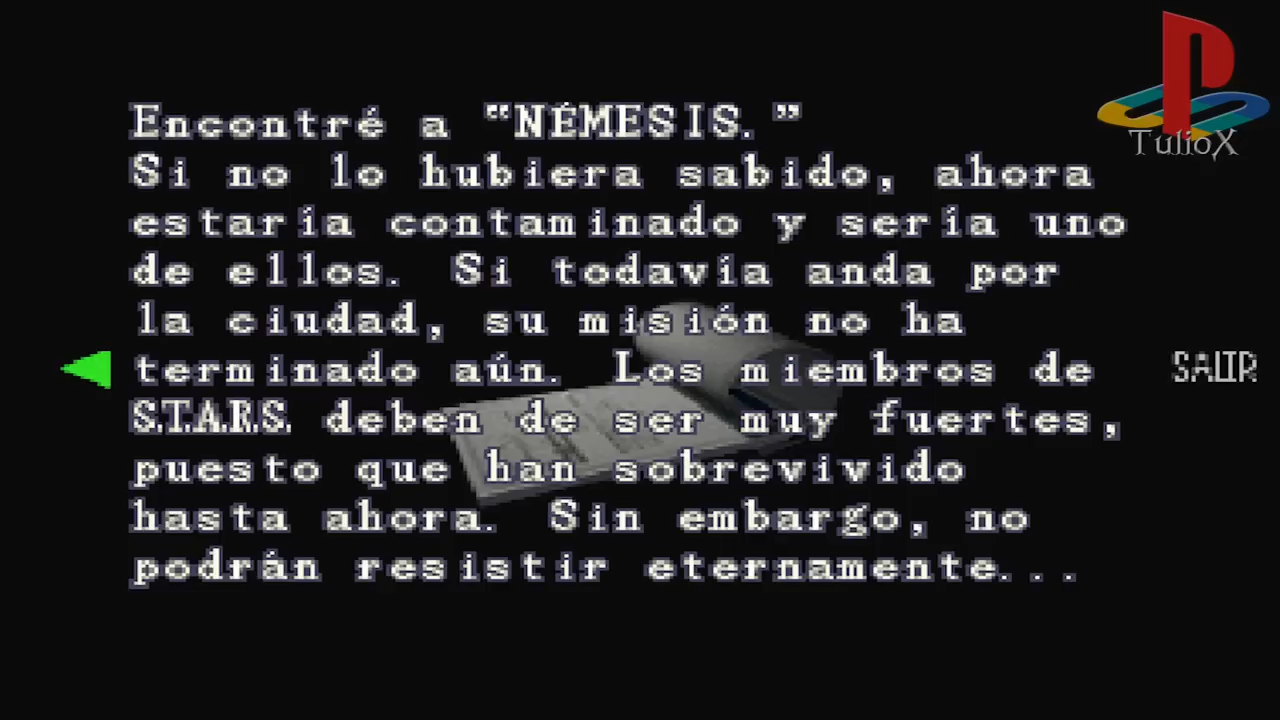 Encontré a “NÉMESIS.”
Si no lo hubiera sabido, ahora
estaría contaminado y sería uno
de ellos. Si todavía anda por
la ciudad, su misión no ha
terminado aún. Los miembros de
S.T.A.R.S. deben de ser muy fuertes,
puesto que han sobrevivido
hasta ahora. Sin embargo, no
podrán resistir eternamente...
SALIR
TulioX